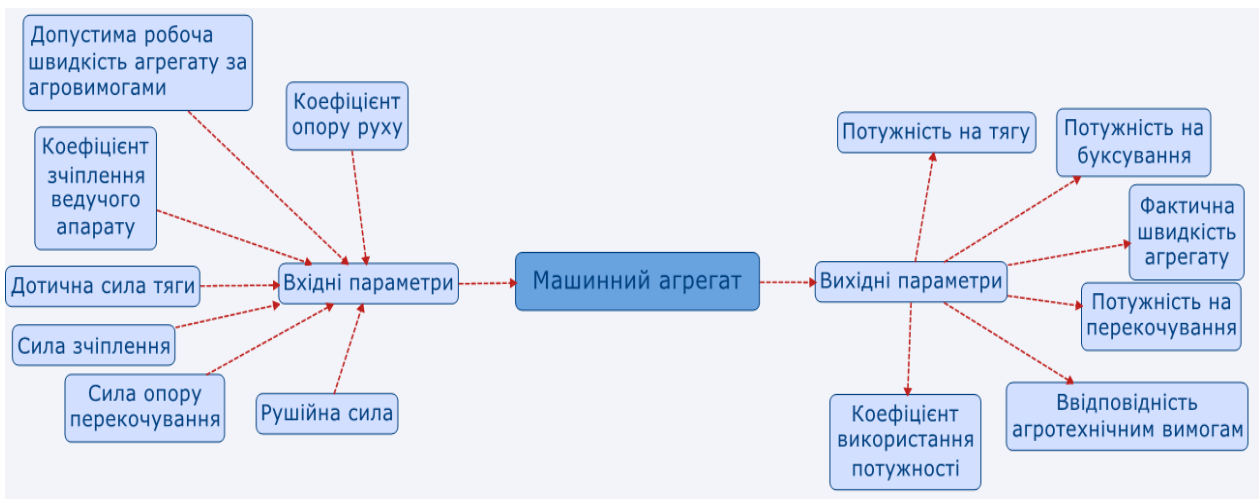 Допустима робоча
швидкість агрегату за
агровимогами
Коефіцієнт
опору руху
Коефіцієнт
зчіплення
ведучого
апарату
Дотична сила тяги
Сила зчіплення
Сила опору
перекочування
Рушійна сила
Вхідні параметри
Машинний агрегат
Вихідні параметри
Потужність на тягу
Потужність на
буксування
Фактична
швидкість
агрегату
Потужність на
перекочування
Ввідповідність
агротехнічним вимогам
Коефіцієнт
використання
потужності